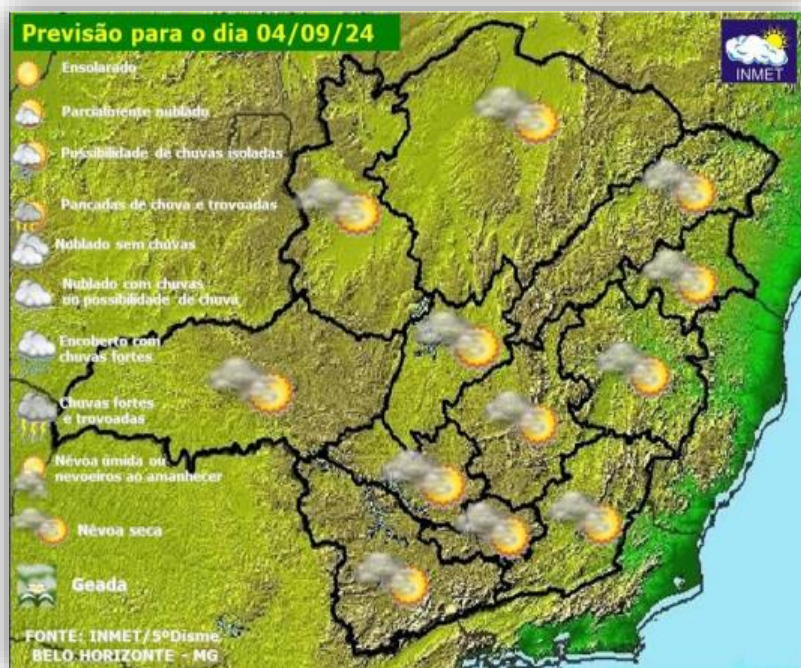 Previsão para o dia 04/09/24
INMET
Ensolarado
Parcialmente nublado
Possibilidade de chuvas isoladas
Pancadas de chuva e trovoadas
Noblado sem chuvas
Nublado com chuvas
ou possibilidade de chuva
Encoberto com
chuvas fortes
Chuvas fortes
e trovoadas
Névoa úmida ou
nevoeiros ao amanhecer
Névoa seca
Geada
FONTE: INMET/5ºDisme
BELO HORIZONTE - MG